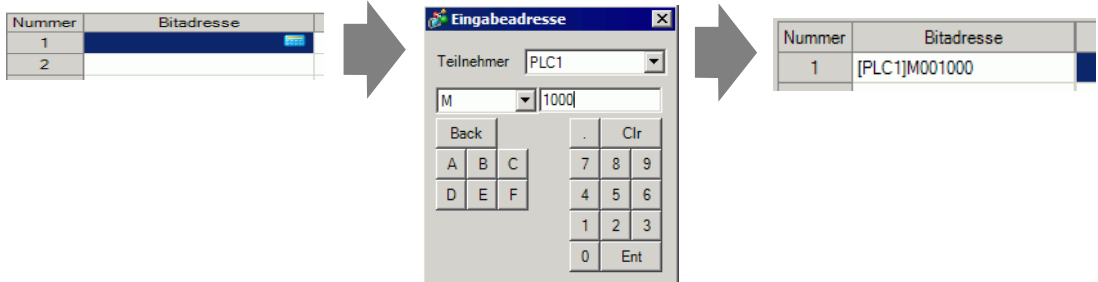 Nummer Bitadresse
1
2
Eingabeadresse
Teilnehmer PLC1
M 1000
Back . Clr
A B C 7 8 9
D E F 4 5 6
1 2 3
0 Ent
Nummer Bitadresse
1 [PLC1]M001000